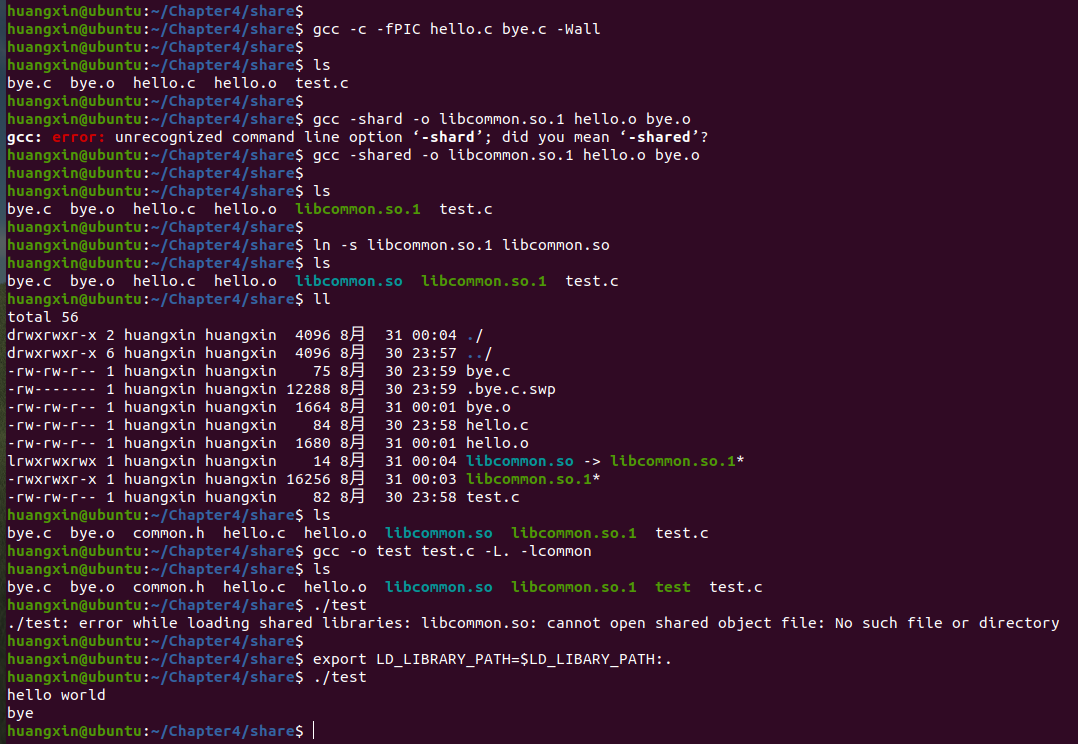 huangxin@ubuntu:~/Chapter4/share$
huangxin@ubuntu:~/Chapter4/share$ gcc -c -fPIC hello.c bye.c -Wall
huangxin@ubuntu:~/Chapter4/share$
huangxin@ubuntu:~/Chapter4/share$ ls
bye.c  bye.o  hello.c  hello.o  test.c
huangxin@ubuntu:~/Chapter4/share$
huangxin@ubuntu:~/Chapter4/share$ gcc -shard -o libcommon.so.1 hello.o bye.o
gcc: error: unrecognized command line option ‘-shard’; did you mean ‘-shared’?
huangxin@ubuntu:~/Chapter4/share$ gcc -shared -o libcommon.so.1 hello.o bye.o
huangxin@ubuntu:~/Chapter4/share$
huangxin@ubuntu:~/Chapter4/share$ ls
bye.c  bye.o  hello.c  hello.o  libcommon.so.1  test.c
huangxin@ubuntu:~/Chapter4/share$
huangxin@ubuntu:~/Chapter4/share$ ln -s libcommon.so.1 libcommon.so
huangxin@ubuntu:~/Chapter4/share$ ls
bye.c  bye.o  hello.c  hello.o  libcommon.so  libcommon.so.1  test.c
huangxin@ubuntu:~/Chapter4/share$ ll
total 56
drwxrwxr-x 2 huangxin huangxin  4096 8月  31 00:04 ./
drwxrwxr-x 6 huangxin huangxin  4096 8月  30 23:57 ../
-rw-rw-r-- 1 huangxin huangxin    75 8月  30 23:59 bye.c
-rw------- 1 huangxin huangxin 12288 8月  30 23:59 .bye.c.swp
-rw-rw-r-- 1 huangxin huangxin  1664 8月  31 00:01 bye.o
-rw-rw-r-- 1 huangxin huangxin    84 8月  30 23:58 hello.c
-rw-rw-r-- 1 huangxin huangxin  1680 8月  31 00:01 hello.o
lrwxrwxrwx 1 huangxin huangxin    14 8月  31 00:04 libcommon.so -> libcommon.so.1*
-rwxrwxr-x 1 huangxin huangxin 16256 8月  31 00:03 libcommon.so.1*
-rw-rw-r-- 1 huangxin huangxin    82 8月  30 23:58 test.c
huangxin@ubuntu:~/Chapter4/share$ ls
bye.c  bye.o  common.h  hello.c  hello.o  libcommon.so  libcommon.so.1  test.c
huangxin@ubuntu:~/Chapter4/share$ gcc -o test test.c -L. -lcommon
huangxin@ubuntu:~/Chapter4/share$ ls
bye.c  bye.o  common.h  hello.c  hello.o  libcommon.so  libcommon.so.1  test  test.c
huangxin@ubuntu:~/Chapter4/share$ ./test
./test: error while loading shared libraries: libcommon.so: cannot open shared object file: No such file or directory
huangxin@ubuntu:~/Chapter4/share$
huangxin@ubuntu:~/Chapter4/share$ export LD_LIBRARY_PATH=$LD_LIBARY_PATH:.
huangxin@ubuntu:~/Chapter4/share$ ./test
hello world
bye
huangxin@ubuntu:~/Chapter4/share$